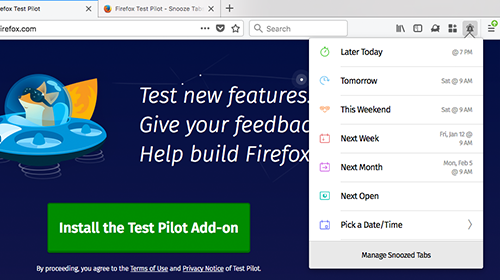 efox Test Pilot
Firefox Test Pilot - Snooze Tabs
irefox.com
Search
Test new features.
Give your feedbac
Help build Firefox
Install the Test Pilot Add-on
By proceeding, you agree to the Terms of Use and Privacy Notice of Test Pilot.
Later Today @ 7 PM
Tomorrow Sat @ 9 AM
This Weekend Sat @ 9 AM
Next Week Fri, Jan 12 @
9 AM
Next Month Mon, Feb 5
@ 9 AM
Next Open
Pick a Date/Time
Manage Snoozed Tabs